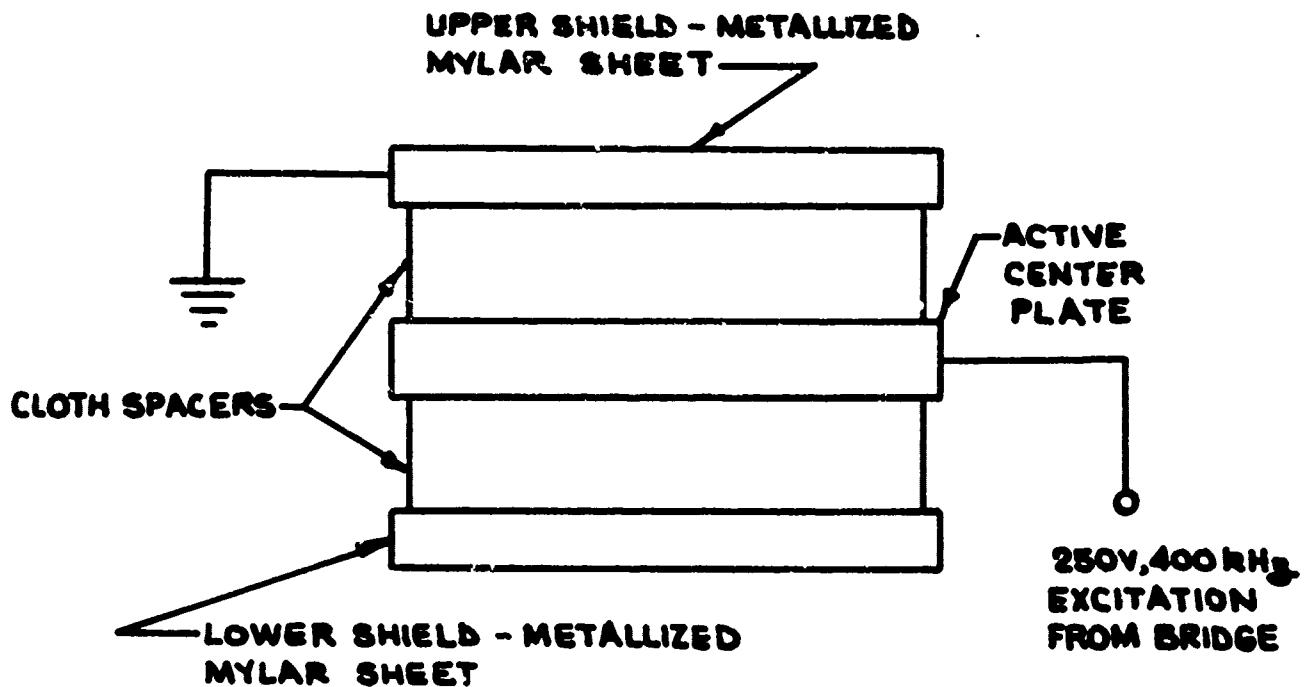 UPPER SHIELD - METALLIZED
MYLAR SHEET
ACTIVE
CENTER
PLATE
CLOTH SPACERS
250V, 400 kHz
EXCITATION
FROM BRIDGE
LOWER SHIELD - METALLIZED
MYLAR SHEET